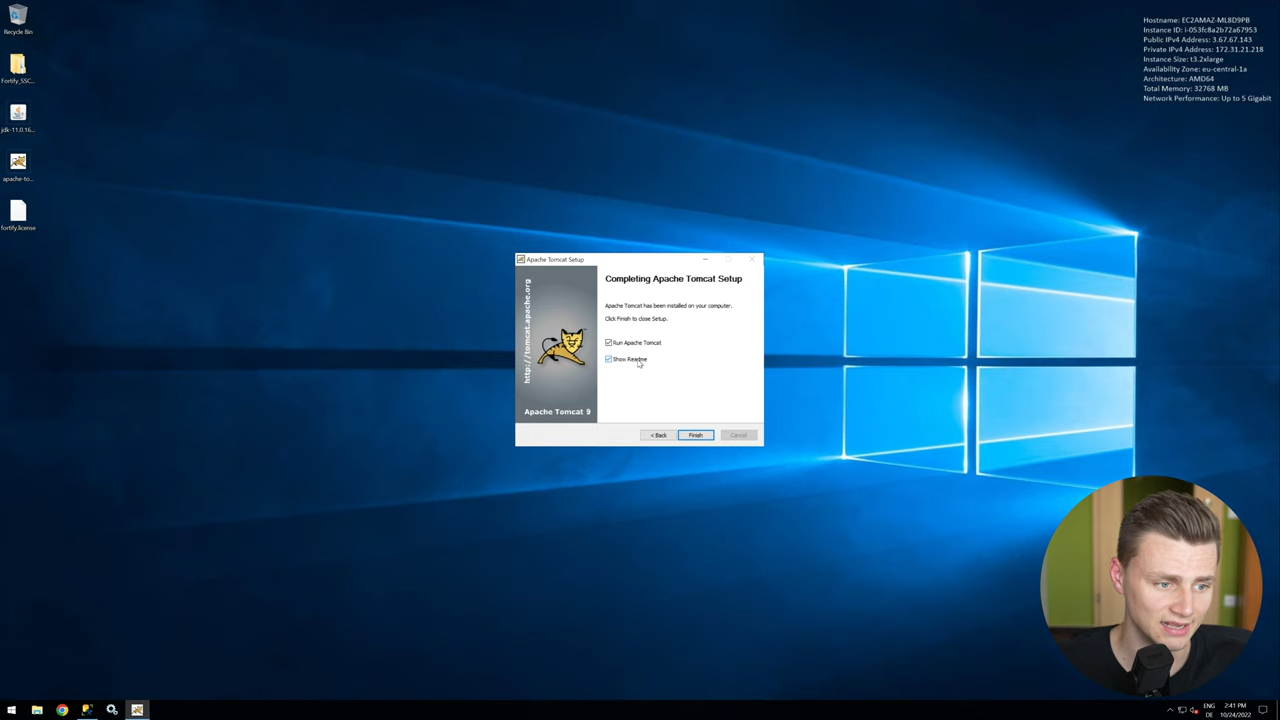 Recycle Bin
Fortify_SSC...
jdk-11.0.16...
apache-to...
fortify.license
Hostname: EC2AMAZ-ML8D9PB
Instance ID: i-053fc8a2b72a67953
Public IPv4 Address: 3.67.67.143
Private IPv4 Address: 172.31.21.218
Instance Size: t3.2xlarge
Availability Zone: eu-central-1a
Architecture: AMD64
Total Memory: 32768 MB
Network Performance: Up to 5 Gigabit
Apache Tomcat Setup
http://tomcat.apache.org
Apache Tomcat 9
Completing Apache Tomcat Setup
Apache Tomcat has been installed on your computer.
Click Finish to close Setup.
Run Apache Tomcat
Show Readme
< Back
Finish
Cancel
ENG
DE
2:41 PM
10/24/2022